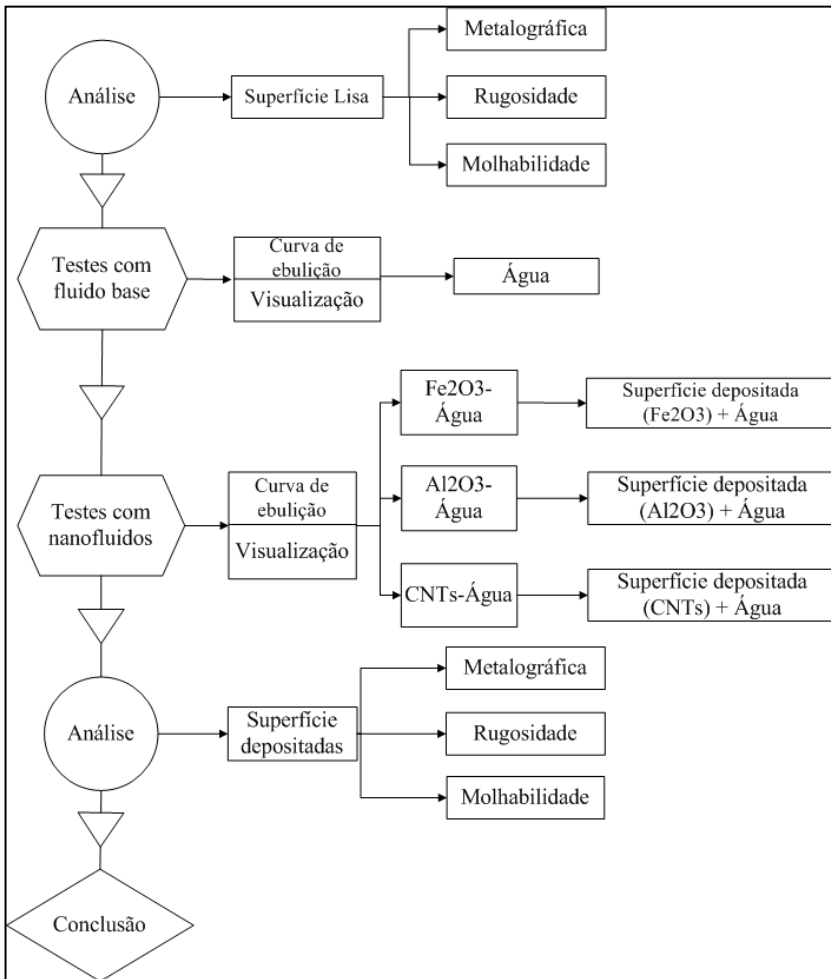 Análise
Superfície Lisa
Metalográfica
Rugosidade
Molhabilidade
Testes com
fluido base
Curva de
ebulição
Visualização
Água
Testes com
nanofluidos
Curva de
ebulição
Visualização
Fe2O3-
Água
Superfície depositada
(Fe2O3) + Água
Al2O3-
Água
Superfície depositada
(Al2O3) + Água
CNTs-Água
Superfície depositada
(CNTs) + Água
Análise
Superfície
depositadas
Metalográfica
Rugosidade
Molhabilidade
Conclusão